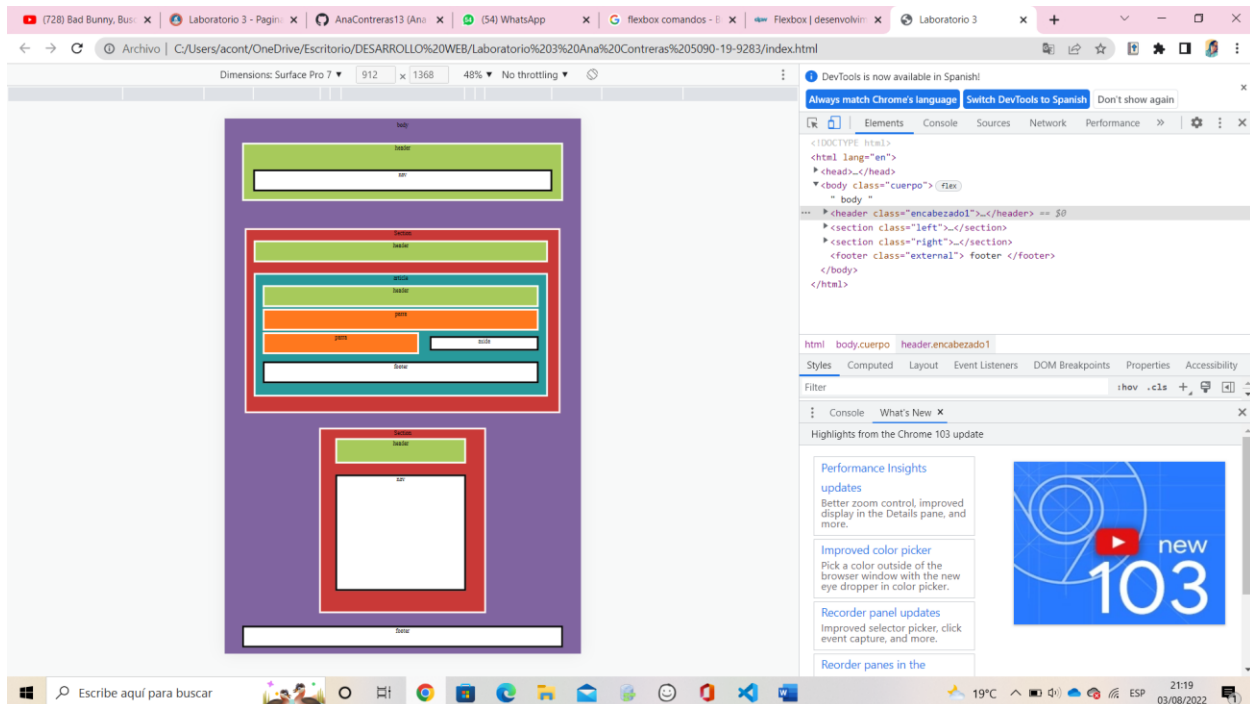 (728) Bad Bunny, Busc
Laboratorio 3 - Pagina
AnaContreras13 (Ana
(54) WhatsApp
flexbox comandos - B
Flexbox | desenvolvim
Laboratorio 3
Archivo | C:/Users/acont/OneDrive/Escritorio/DESARROLLO%20WEB/Laboratorio%203%20Ana%20Contreras%205090-19-9283/index.html
Dimensions: Surface Pro 7 ▼ 912 x 1368 48% ▼ No throttling ▼
body
header
nav
Section
header
article
header
parra
parra
aside
footer
Section
header
nav
footer
DevTools is now available in Spanish!
Always match Chrome's language Switch DevTools to Spanish Don't show again
Elements Console Sources Network Performance »
<!DOCTYPE html>
<html lang="en">
<head>…</head>
<body class="cuerpo"> flex
" body "
<header class="encabezado1">…</header> == $0
<section class="left">…</section>
<section class="right">…</section>
<footer class="external"> footer </footer>
</body>
</html>
html body.cuerpo header.encabezado1
Styles Computed Layout Event Listeners DOM Breakpoints Properties Accessibility
Filter :hov .cls +
Console What's New ×
Highlights from the Chrome 103 update
Performance Insights
updates
Better zoom control, improved
display in the Details pane, and
more.
Improved color picker
Pick a color outside of the
browser window with the new
eye dropper in color picker.
Recorder panel updates
Improved selector picker, click
event capture, and more.
Reorder panes in the
new
103
Escribe aquí para buscar
19°C
ESP
21:19
03/08/2022